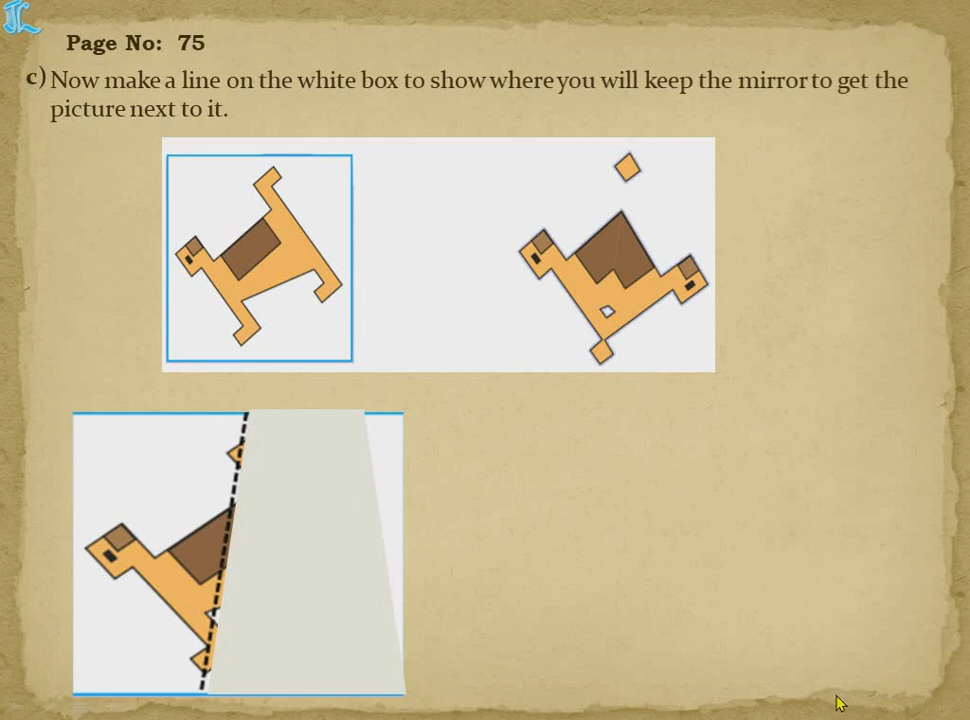 JL
Page No: 75
c) Now make a line on the white box to show where you will keep the mirror to get the
picture next to it.